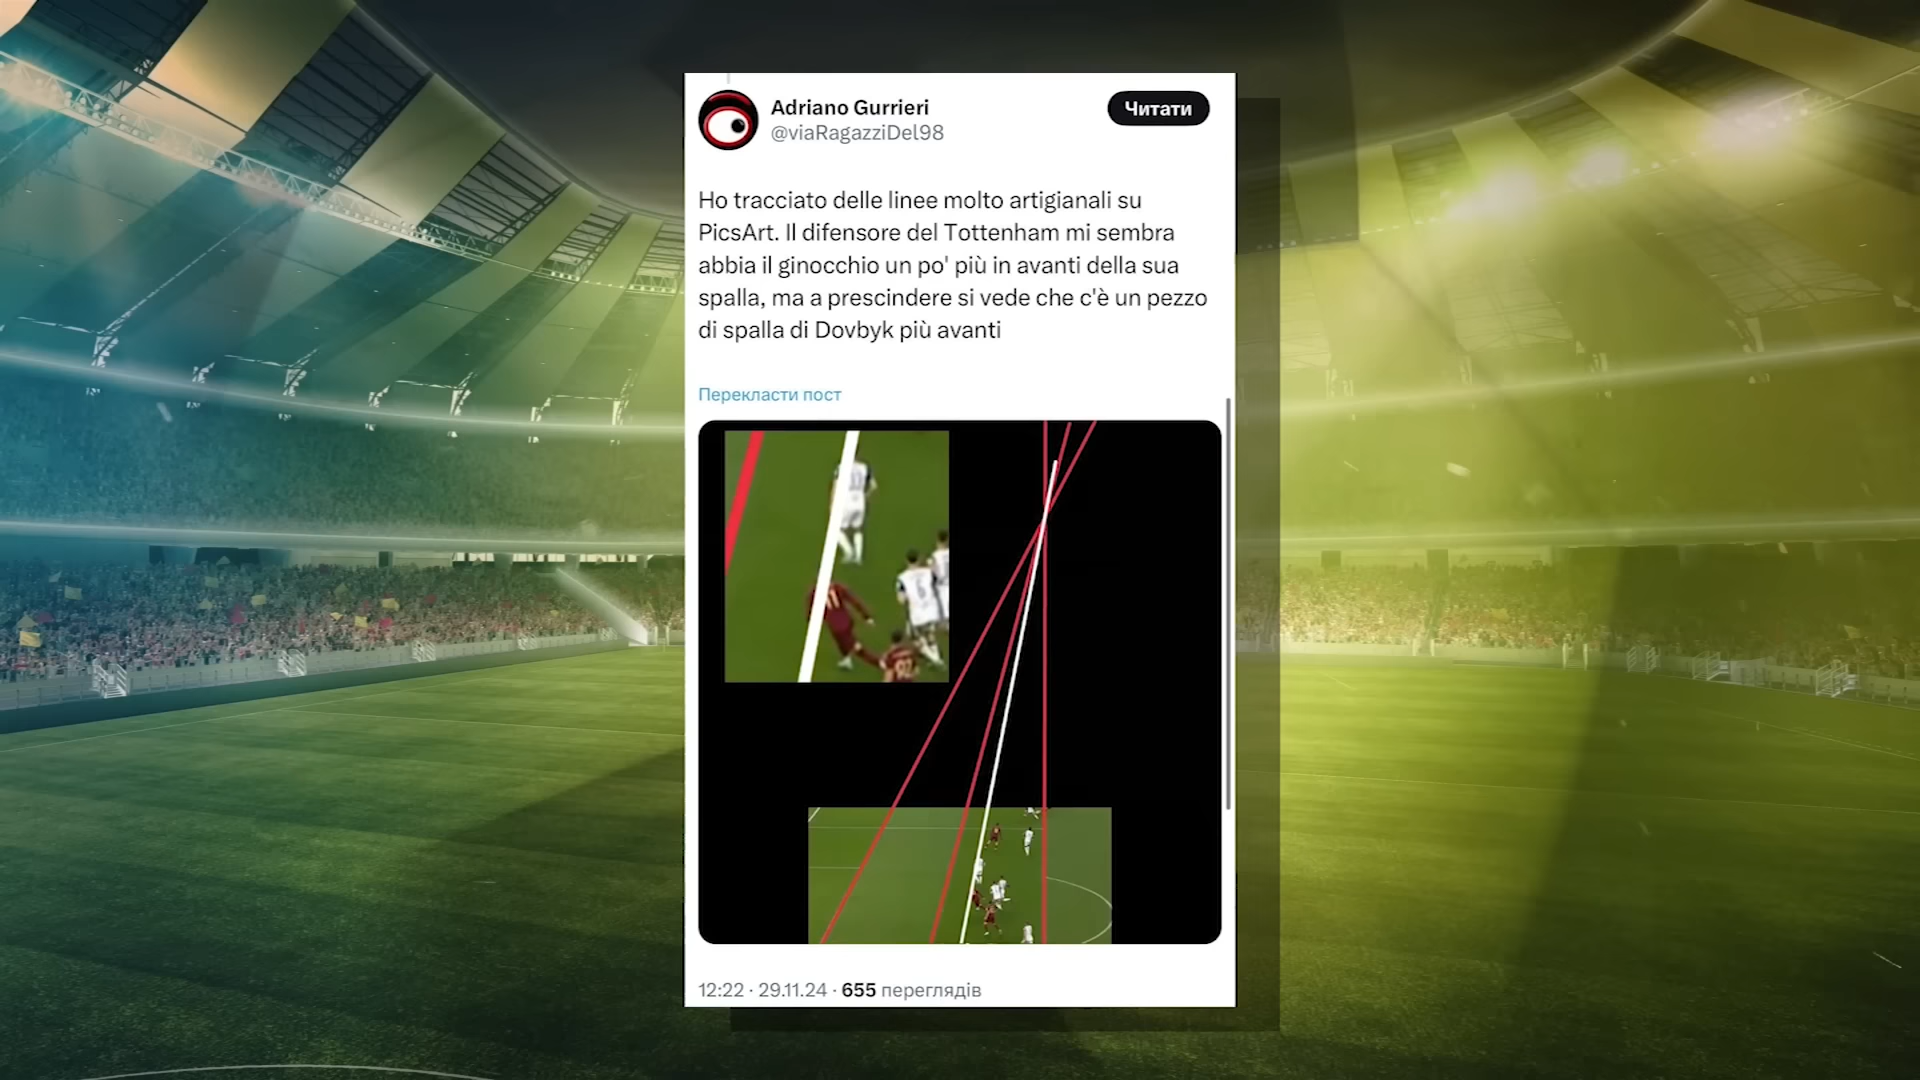 Adriano Gurrieri
@viaRagazziDel98
Читати
Ho tracciato delle linee molto artigianali su
PicsArt. Il difensore del Tottenham mi sembra
abbia il ginocchio un po' più in avanti della sua
spalla, ma a prescindere si vede che c'è un pezzo
di spalla di Dovbyk più avanti
Перекласти пост
12:22 · 29.11.24 · 655 переглядів